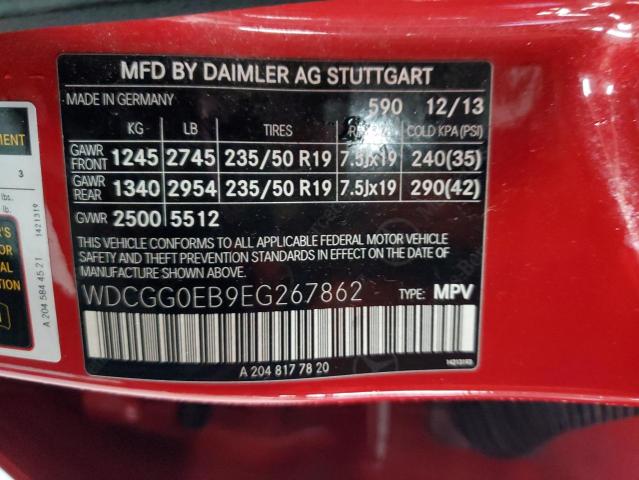 MFD BY DAIMLER AG STUTTGART
MADE IN GERMANY 590 12/13
KG LB TIRES COLD KPA (PSI)
GAWR FRONT 1245 2745 235/50 R19 7.5Jx19 240(35)
GAWR REAR 1340 2954 235/50 R19 7.5Jx19 290(42)
GVWR 2500 5512
THIS VEHICLE CONFORMS TO ALL APPLICABLE FEDERAL MOTOR VEHICLE
SAFETY AND THEFT PREVENTION STANDARDS IN EFFECT ON THE DATE
OF MANUFACTURE SHOWN ABOVE.
WDCGG0EB9EG267862 TYPE: MPV
A 204 817 78 20
3
lbs.
lb.
1421319
A 204 584 45 21